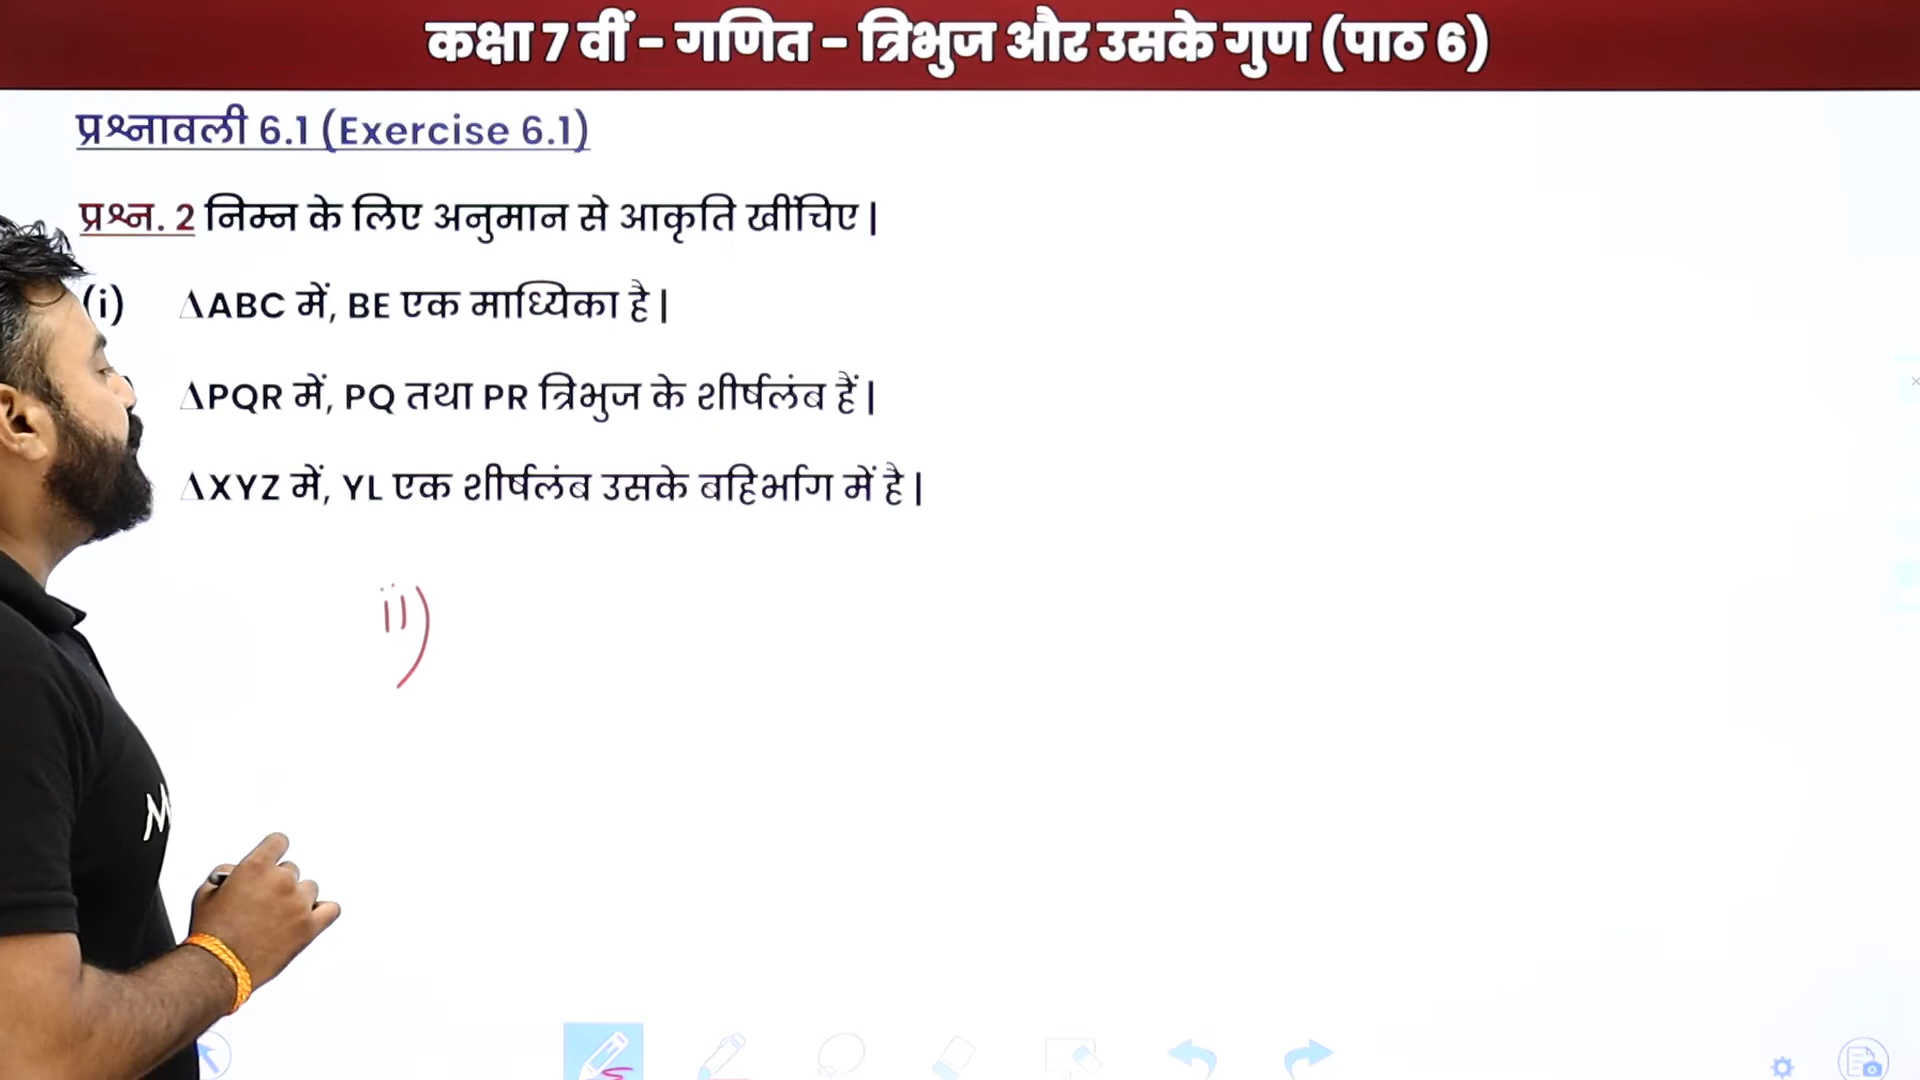 कक्षा 7 वीं - गणित - त्रिभुज और उसके गुण (पाठ 6)
प्रश्नावली 6.1 (Exercise 6.1)
प्रश्न. 2 निम्न के लिए अनुमान से आकृति खींचिए |
(i) ΔABC में, BE एक माध्यिका है |
ΔPQR में, PQ तथा PR त्रिभुज के शीर्षलंब हैं |
ΔXYZ में, YL एक शीर्षलंब उसके बहिर्भाग में है |
ii)